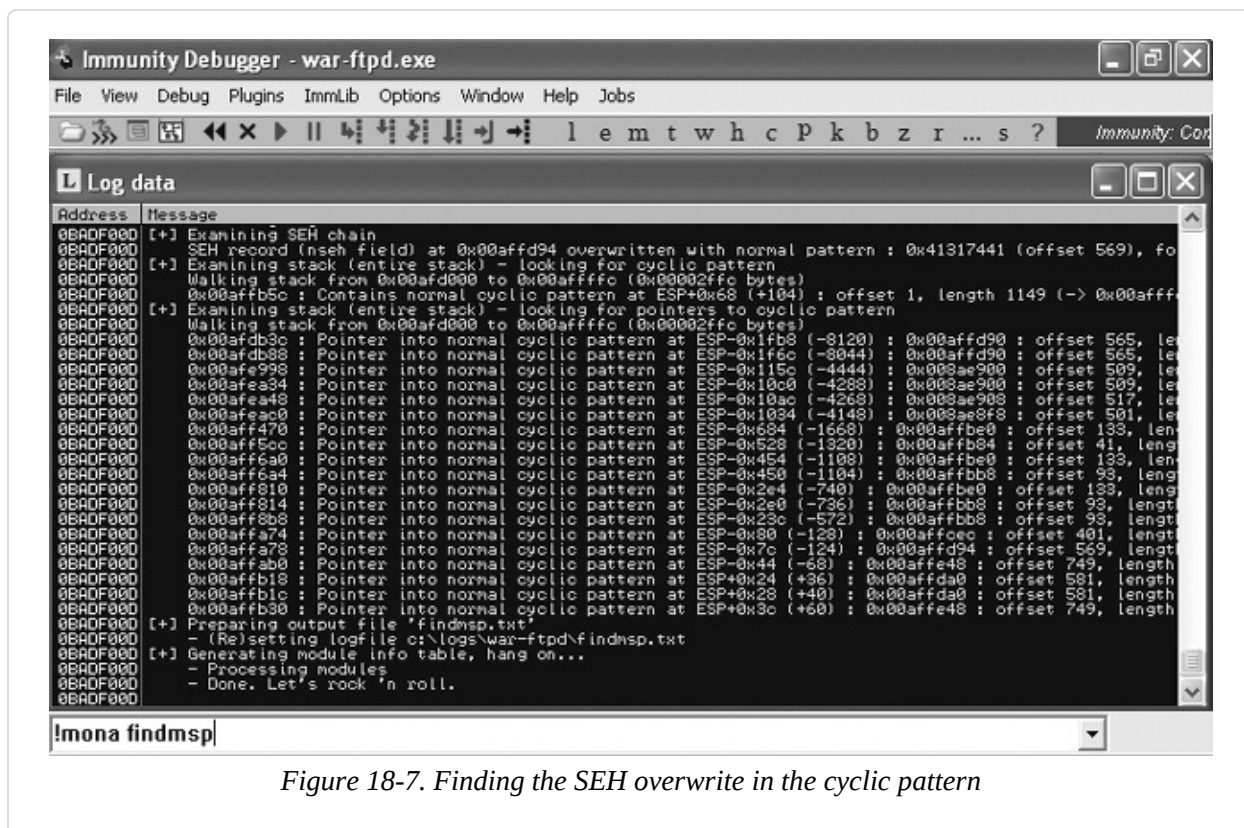 Immunity Debugger - war-ftpd.exe
File View Debug Plugins ImmLib Options Window Help Jobs
l e m t w h c P k b z r ... s ? Immunity: Con
L Log data
Address Message
0BADF00D [+] Examining SEH chain
0BADF00D SEH record (nseh field) at 0x00affd94 overwritten with normal pattern : 0x41317441 (offset 569), fo
0BADF00D [+] Examining stack (entire stack) - looking for cyclic pattern
0BADF00D Walking stack from 0x00afd000 to 0x00affffc (0x00002ffc bytes)
0BADF00D 0x00affb5c : Contains normal cyclic pattern at ESP+0x68 (+104) : offset 1, length 1149 (-> 0x00afff
0BADF00D [+] Examining stack (entire stack) - looking for pointers to cyclic pattern
0BADF00D Walking stack from 0x00afd000 to 0x00affffc (0x00002ffc bytes)
0BADF00D 0x00afdb3c : Pointer into normal cyclic pattern at ESP-0x1fb8 (-8120) : 0x00affd90 : offset 565, le
0BADF00D 0x00afdb88 : Pointer into normal cyclic pattern at ESP-0x1f6c (-8044) : 0x00affd90 : offset 565, le
0BADF00D 0x00afe998 : Pointer into normal cyclic pattern at ESP-0x115c (-4444) : 0x008ae900 : offset 509, le
0BADF00D 0x00afea34 : Pointer into normal cyclic pattern at ESP-0x10c0 (-4288) : 0x008ae900 : offset 509, le
0BADF00D 0x00afea48 : Pointer into normal cyclic pattern at ESP-0x10ac (-4268) : 0x008ae908 : offset 517, le
0BADF00D 0x00afeac0 : Pointer into normal cyclic pattern at ESP-0x1034 (-4148) : 0x008ae8f8 : offset 501, le
0BADF00D 0x00aff470 : Pointer into normal cyclic pattern at ESP-0x684 (-1668) : 0x00affbe0 : offset 133, len
0BADF00D 0x00aff5cc : Pointer into normal cyclic pattern at ESP-0x528 (-1320) : 0x00affb84 : offset 41, leng
0BADF00D 0x00aff6a0 : Pointer into normal cyclic pattern at ESP-0x454 (-1108) : 0x00affbe0 : offset 133, len
0BADF00D 0x00aff6a4 : Pointer into normal cyclic pattern at ESP-0x450 (-1104) : 0x00affbb8 : offset 93, leng
0BADF00D 0x00aff810 : Pointer into normal cyclic pattern at ESP-0x2e4 (-740) : 0x00affbe0 : offset 133, leng
0BADF00D 0x00aff814 : Pointer into normal cyclic pattern at ESP-0x2e0 (-736) : 0x00affbb8 : offset 93, lengt
0BADF00D 0x00aff8b8 : Pointer into normal cyclic pattern at ESP-0x23c (-572) : 0x00affbb8 : offset 93, lengt
0BADF00D 0x00affa74 : Pointer into normal cyclic pattern at ESP-0x80 (-128) : 0x00affcec : offset 401, lengt
0BADF00D 0x00affa78 : Pointer into normal cyclic pattern at ESP-0x7c (-124) : 0x00affd94 : offset 569, lengt
0BADF00D 0x00affab0 : Pointer into normal cyclic pattern at ESP-0x44 (-68) : 0x00affe48 : offset 749, length
0BADF00D 0x00affb18 : Pointer into normal cyclic pattern at ESP+0x24 (+36) : 0x00affda0 : offset 581, length
0BADF00D 0x00affb1c : Pointer into normal cyclic pattern at ESP+0x28 (+40) : 0x00affda0 : offset 581, length
0BADF00D 0x00affb30 : Pointer into normal cyclic pattern at ESP+0x3c (+60) : 0x00affe48 : offset 749, length
0BADF00D [+] Preparing output file 'findmsp.txt'
0BADF00D - (Re)setting logfile c:\logs\war-ftpd\findmsp.txt
0BADF00D [+] Generating module info table, hang on...
0BADF00D - Processing modules
0BADF00D - Done. Let's rock 'n roll.
0BADF00D
!mona findmsp
Figure 18-7. Finding the SEH overwrite in the cyclic pattern